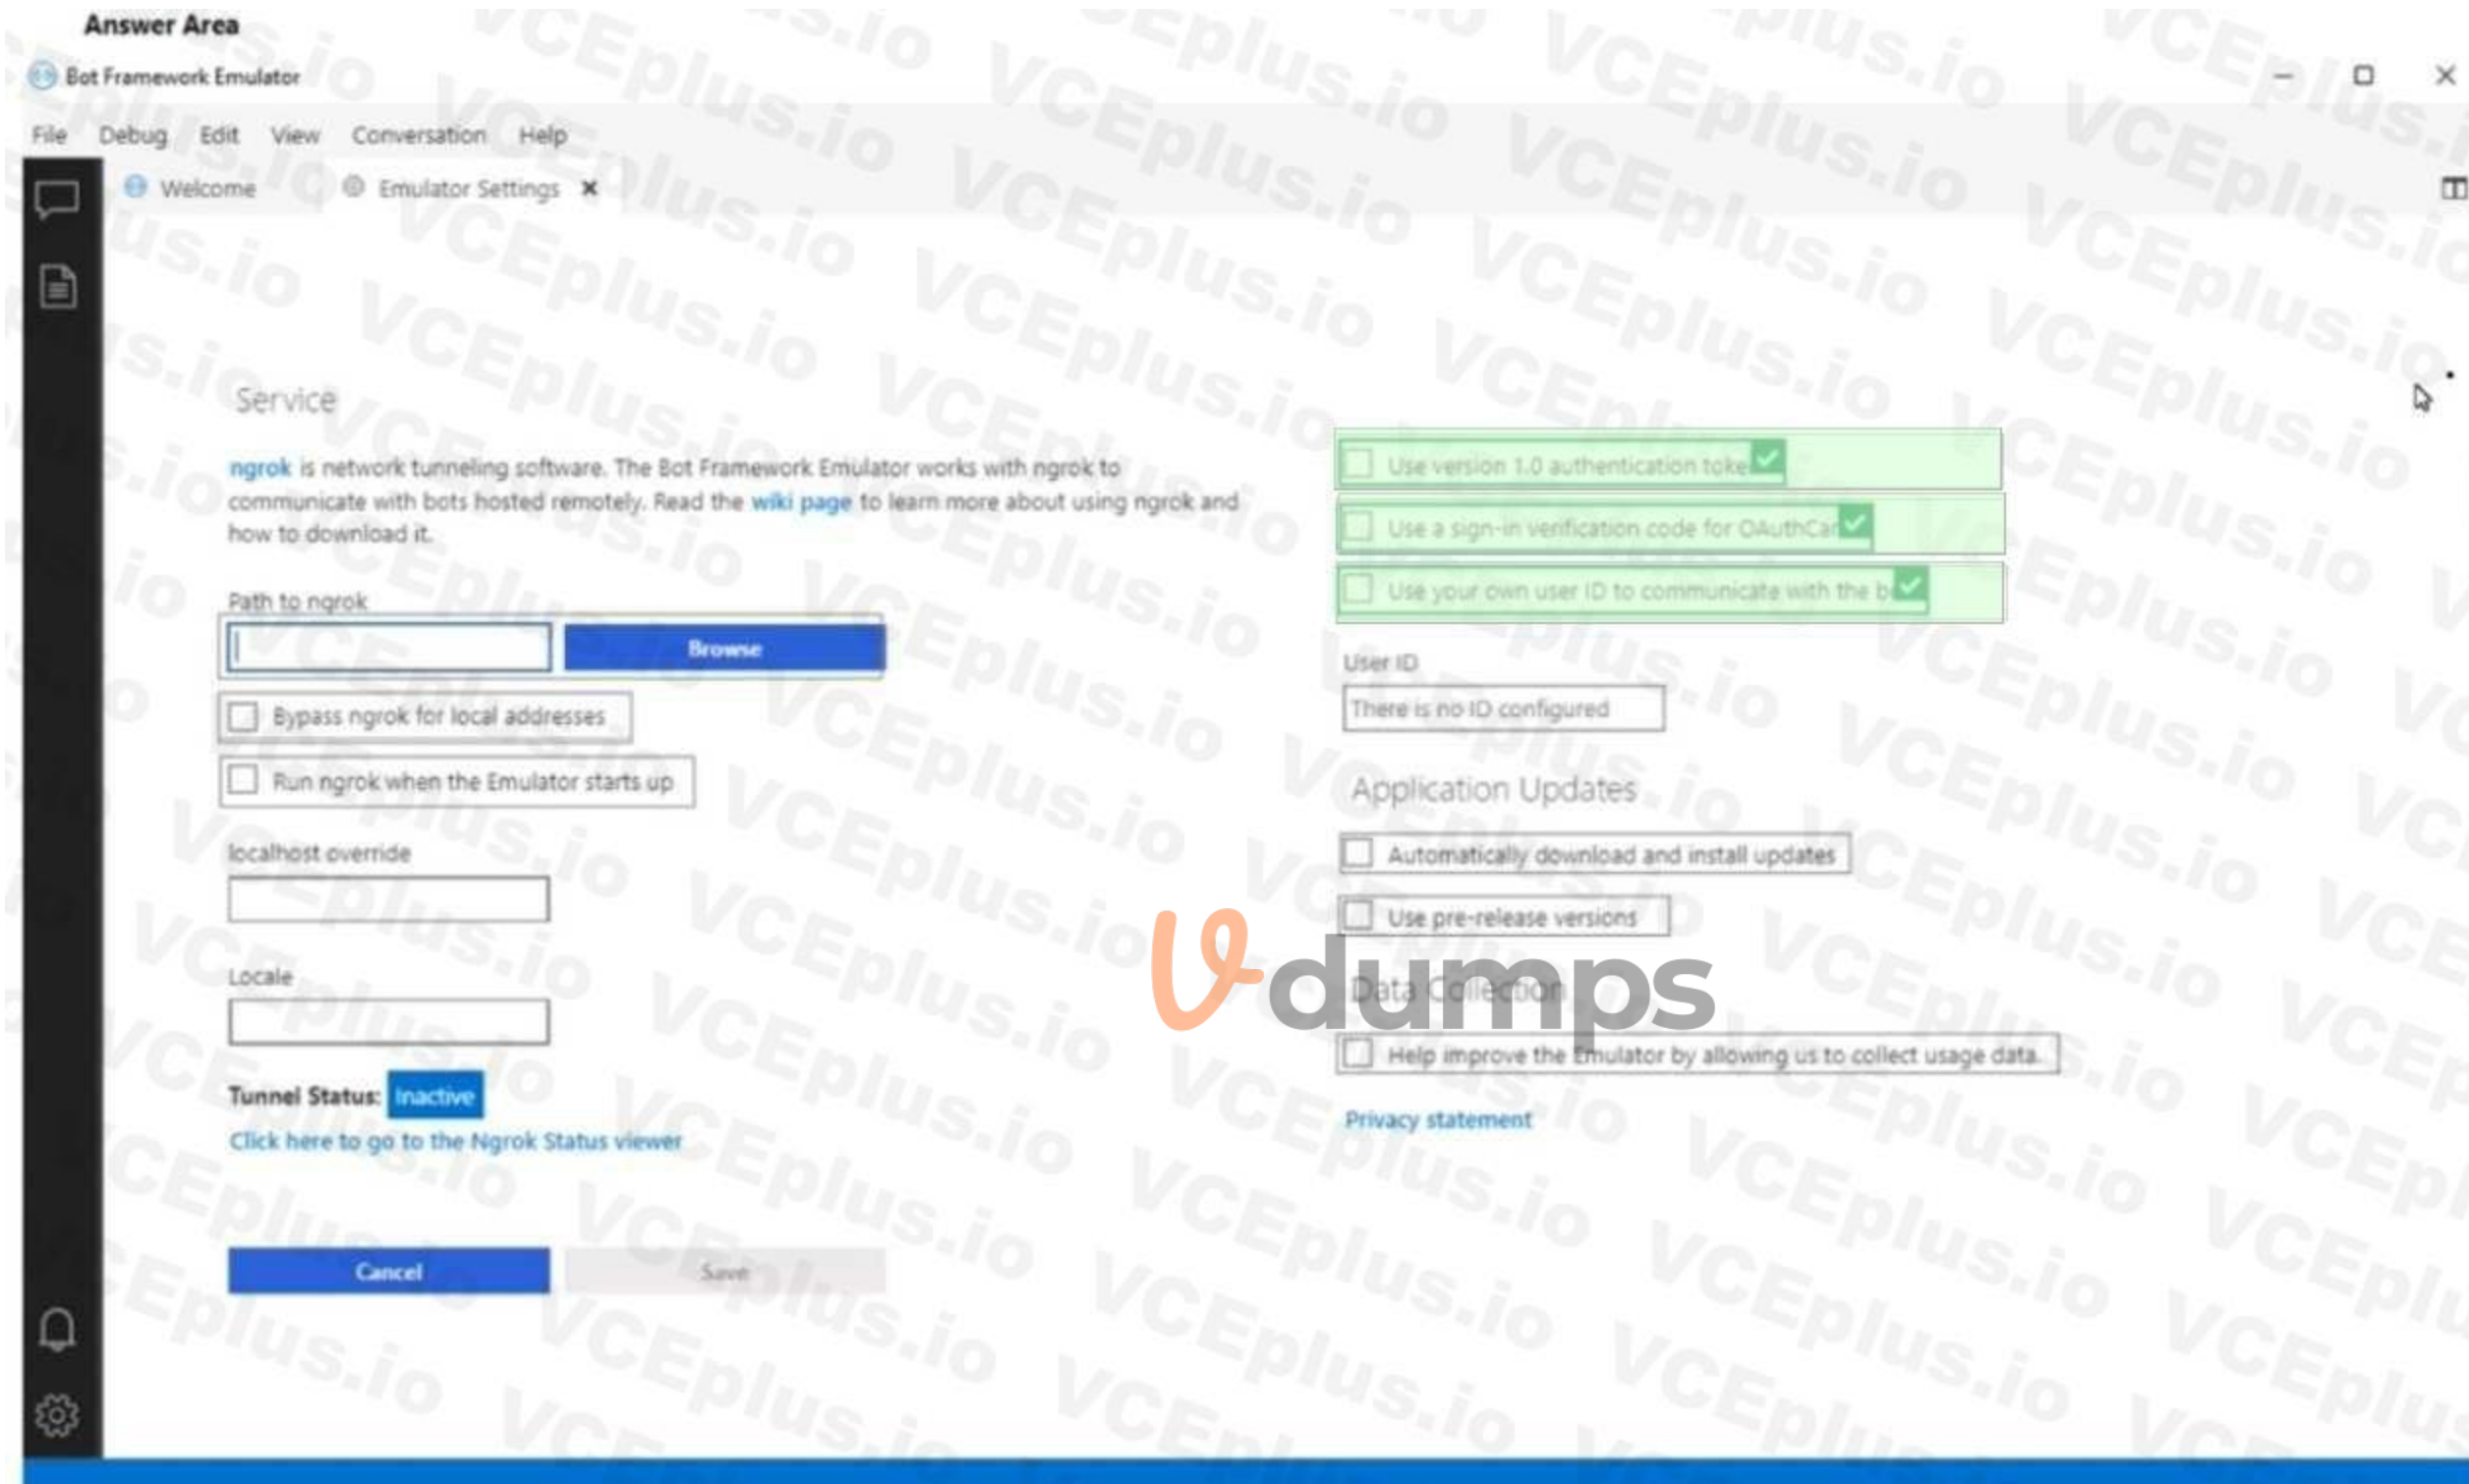 Answer Area
Bot Framework Emulator
File Debug Edit View Conversation Help
Welcome Emulator Settings
Service
ngrok is network tunneling software. The Bot Framework Emulator works with ngrok to
communicate with bots hosted remotely. Read the wiki page to learn more about using ngrok and
how to download it.
Path to ngrok
Browse
Bypass ngrok for local addresses
Run ngrok when the Emulator starts up
localhost override
Locale
Tunnel Status: Inactive
Click here to go to the Ngrok Status viewer
Cancel Save
Use version 1.0 authentication toke
Use a sign-in verification code for OAuthCar
Use your own user ID to communicate with the b
User ID
There is no ID configured
Application Updates
Automatically download and install updates
Use pre-release versions
Data Collection
Help improve the Emulator by allowing us to collect usage data.
Privacy statement
dumps
VCEplus.io